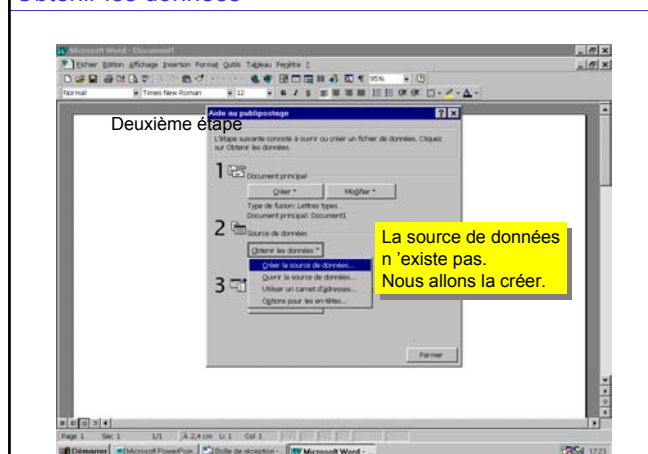 Obtenir les données
Microsoft Word - Document1
Fichier Edition Affichage Insertion Format Outils Tableau Fenêtre ?
95%
Normal Times New Roman 12 G I S
Deuxième étape
Aide au publipostage
L'étape suivante consiste à ouvrir ou créer un fichier de données. Cliquez
sur Obtenir les données.
1 Document principal
Créer Modifier
Type de fusion: Lettres types
Document principal: Document1
2 Source de données
Obtenir les données
La source de données
n 'existe pas.
Nous allons la créer.
Créer la source de données...
Ouvrir la source de données...
3 Utiliser un carnet d'adresses...
Options pour les en-têtes...
Fermer
Page 1 Sec 1 1/1 À 2,4 cm Li 1 Col 1
Démarrer Microsoft PowerPoin... Boîte de réception - Microsoft Word - ... 17:23